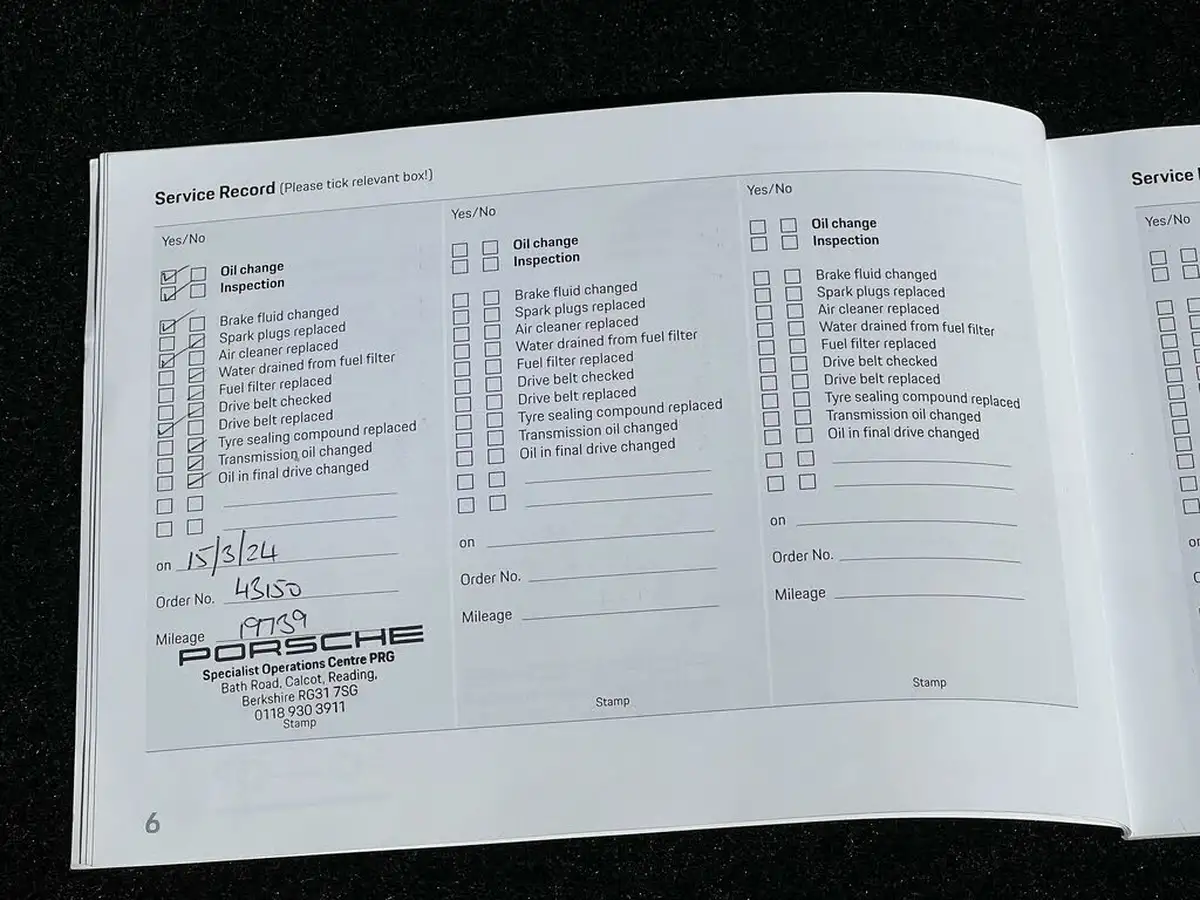 Service Record (Please tick relevant box!)
Yes/No
Oil change
Inspection
Brake fluid changed
Spark plugs replaced
Air cleaner replaced
Water drained from fuel filter
Fuel filter replaced
Drive belt checked
Drive belt replaced
Tyre sealing compound replaced
Transmission oil changed
Oil in final drive changed
on 15/3/24
Order No. 43150
Mileage 19739
PORSCHE
Specialist Operations Centre PRG
Bath Road, Calcot, Reading,
Berkshire RG31 7SG
0118 930 3911
Stamp
Yes/No
Oil change
Inspection
Brake fluid changed
Spark plugs replaced
Air cleaner replaced
Water drained from fuel filter
Fuel filter replaced
Drive belt checked
Drive belt replaced
Tyre sealing compound replaced
Transmission oil changed
Oil in final drive changed
on
Order No.
Mileage
Stamp
Yes/No
Oil change
Inspection
Brake fluid changed
Spark plugs replaced
Air cleaner replaced
Water drained from fuel filter
Fuel filter replaced
Drive belt checked
Drive belt replaced
Tyre sealing compound replaced
Transmission oil changed
Oil in final drive changed
on
Order No.
Mileage
Stamp
6
Service
Yes/No